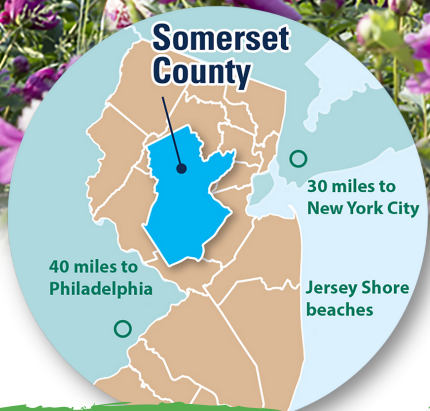 Somerset
County
30 miles to
New York City
40 miles to
Philadelphia
Jersey Shore
beaches